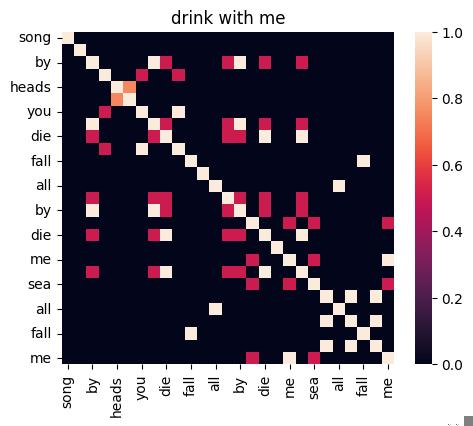 drink with me
song
by
heads
you
die
fall
all
by
die
me
sea
all
fall
me
1.0
0.8
0.6
0.4
0.2
0.0
song
by
heads
you
die
fall
all
by
die
me
sea
all
fall
me